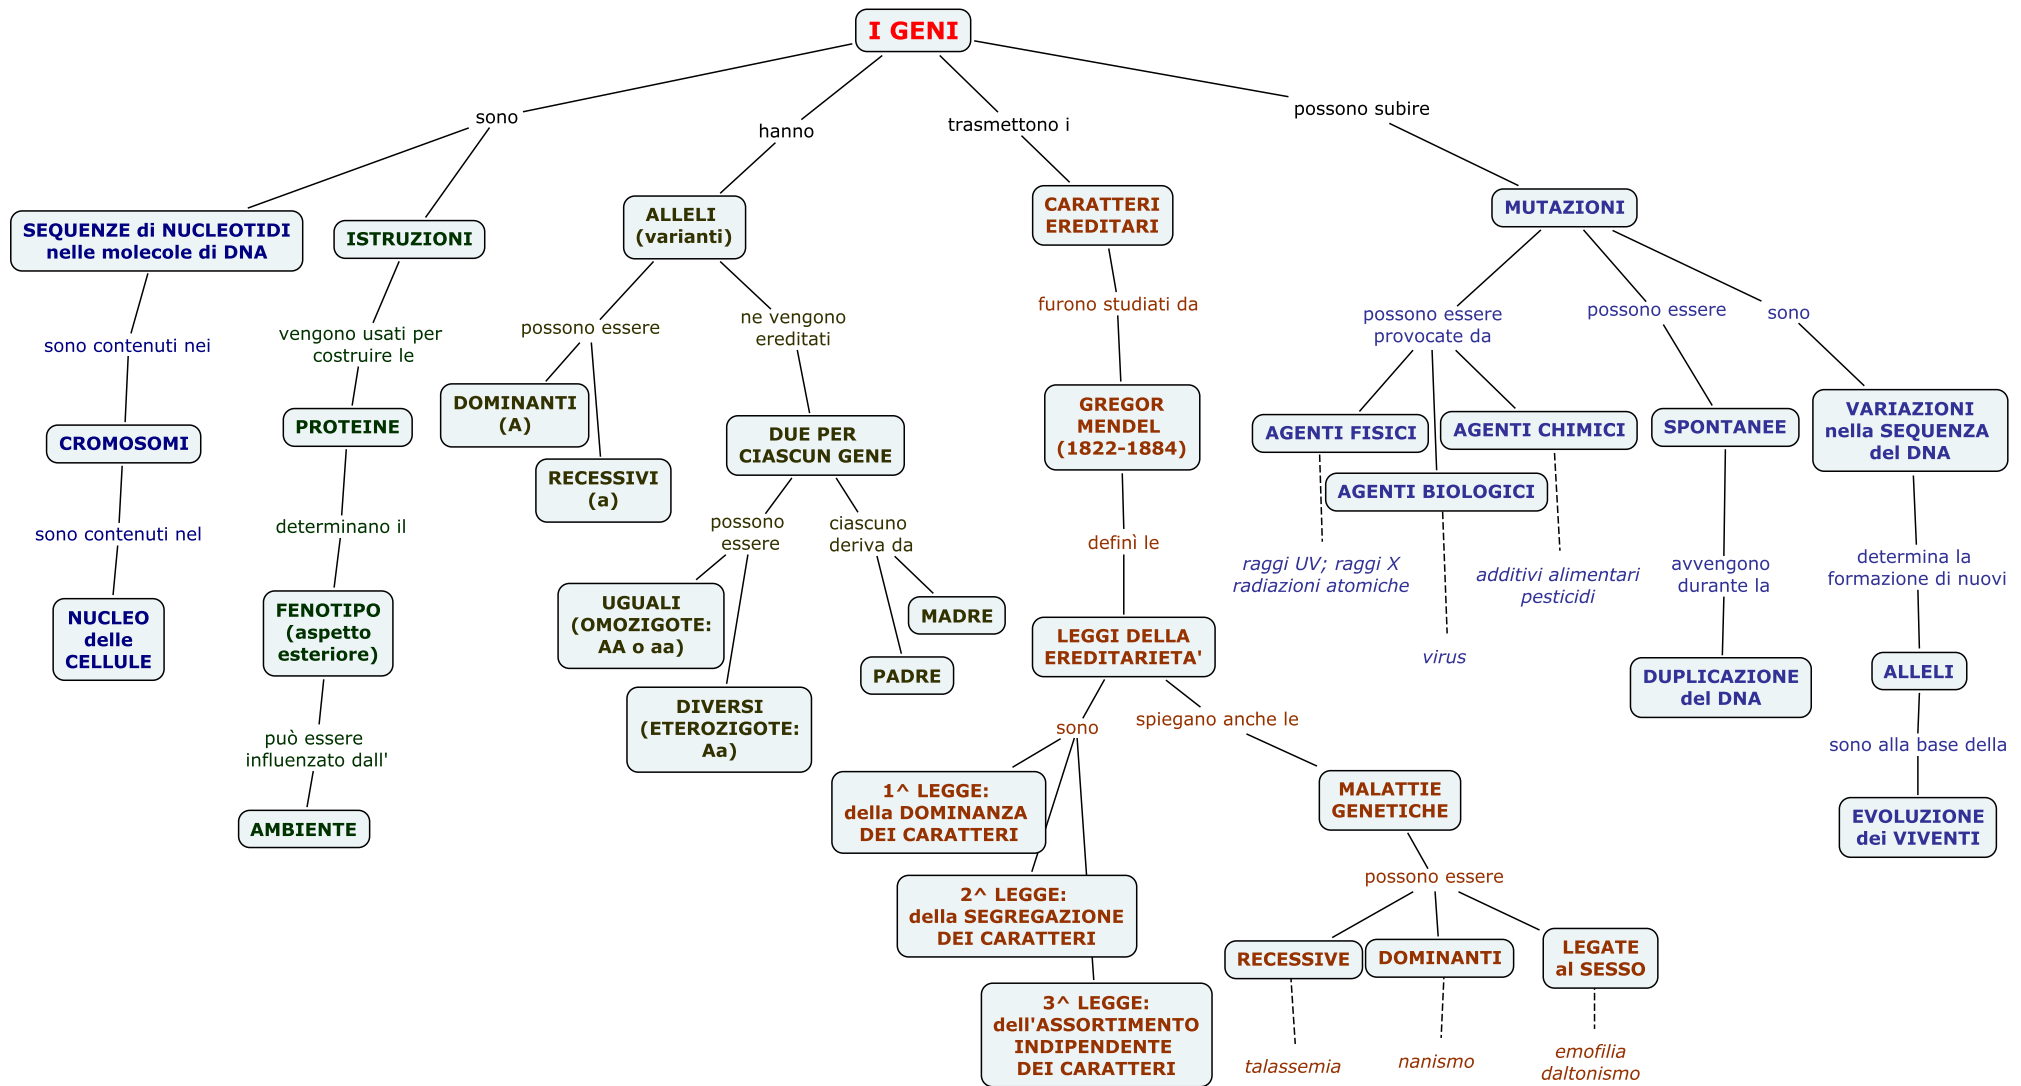 I GENI
sono
hanno
trasmettono i
possono subire
SEQUENZE di NUCLEOTIDI
nelle molecole di DNA
sono contenuti nei
CROMOSOMI
sono contenuti nel
NUCLEO
delle
CELLULE
ISTRUZIONI
vengono usati per
costruire le
PROTEINE
determinano il
FENOTIPO
(aspetto
esteriore)
può essere
influenzato dall'
AMBIENTE
ALLELI
(varianti)
possono essere
DOMINANTI
(A)
RECESSIVI
(a)
ne vengono
ereditati
DUE PER
CIASCUN GENE
possono
essere
UGUALI
(OMOZIGOTE:
AA o aa)
DIVERSI
(ETEROZIGOTE:
Aa)
ciascuno
deriva da
MADRE
PADRE
CARATTERI
EREDITARI
furono studiati da
GREGOR
MENDEL
(1822-1884)
definì le
LEGGI DELLA
EREDITARIETA'
sono
1^ LEGGE:
della DOMINANZA
DEI CARATTERI
2^ LEGGE:
della SEGREGAZIONE
DEI CARATTERI
3^ LEGGE:
dell'ASSORTIMENTO
INDIPENDENTE
DEI CARATTERI
spiegano anche le
MALATTIE
GENETICHE
possono essere
RECESSIVE
talassemia
DOMINANTI
nanismo
LEGATE
al SESSO
emofilia
daltonismo
MUTAZIONI
possono essere
provocate da
AGENTI FISICI
raggi UV; raggi X
radiazioni atomiche
AGENTI BIOLOGICI
virus
AGENTI CHIMICI
additivi alimentari
pesticidi
possono essere
SPONTANEE
avvengono
durante la
DUPLICAZIONE
del DNA
sono
VARIAZIONI
nella SEQUENZA
del DNA
determina la
formazione di nuovi
ALLELI
sono alla base della
EVOLUZIONE
dei VIVENTI